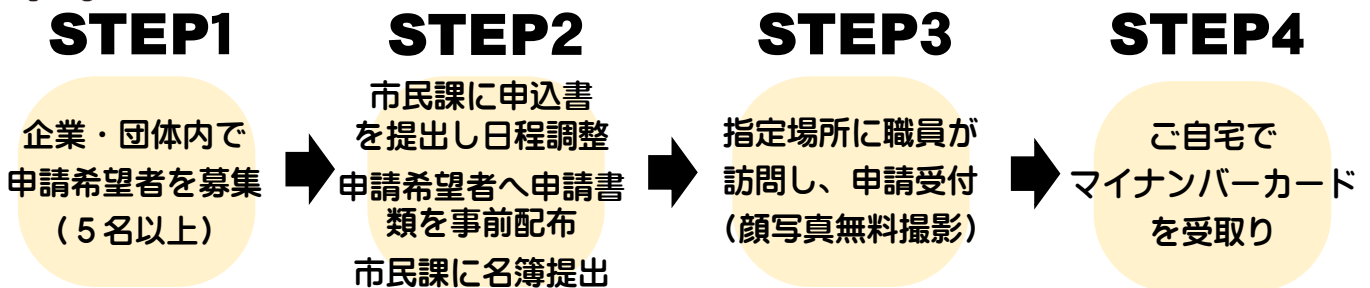 STEP1
企業・団体内で
申請希望者を募集
(５名以上)
STEP2
市民課に申込書
を提出し日程調整
申請希望者へ申請書
類を事前配布
市民課に名簿提出
STEP3
指定場所に職員が
訪問し、申請受付
(顔写真無料撮影)
STEP4
ご自宅で
マイナンバーカード
を受取り